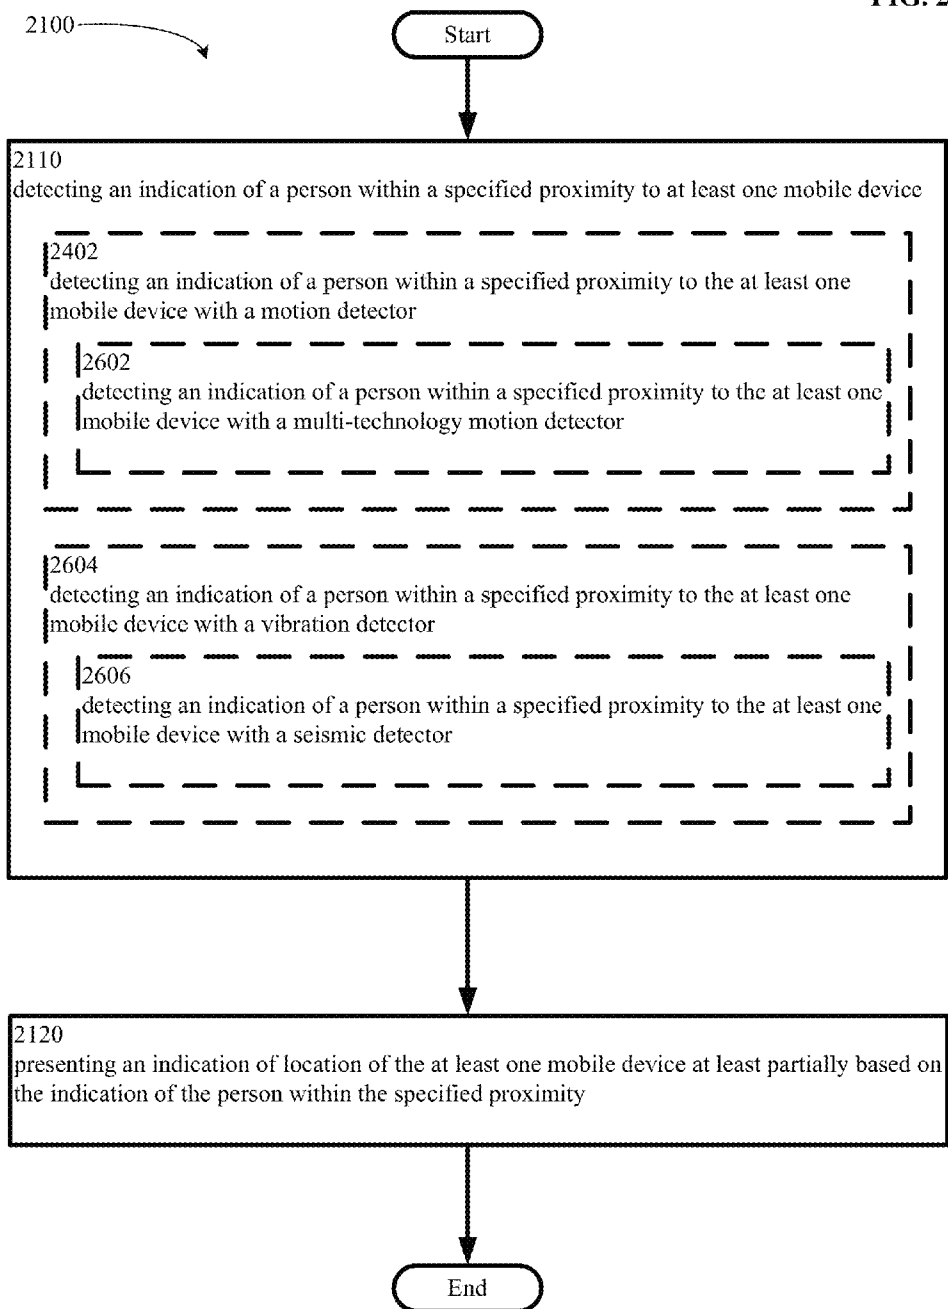 FIG. 2
2100
Start
2110
detecting an indication of a person within a specified proximity to at least one mobile device
2402
detecting an indication of a person within a specified proximity to the at least one
mobile device with a motion detector
2602
detecting an indication of a person within a specified proximity to the at least one
mobile device with a multi-technology motion detector
2604
detecting an indication of a person within a specified proximity to the at least one
mobile device with a vibration detector
2606
detecting an indication of a person within a specified proximity to the at least one
mobile device with a seismic detector
2120
presenting an indication of location of the at least one mobile device at least partially based on
the indication of the person within the specified proximity
End